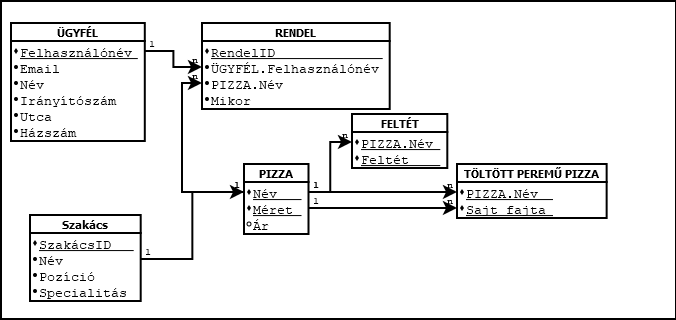 ÜGYFÉL
Felhasználónév
Email
Név
Irányítószám
Utca
Házszám
1
n
n
RENDEL
RendelID
ÜGYFÉL.Felhasználónév
PIZZA.Név
Mikor
FELTÉT
n
PIZZA.Név
Feltét
1
PIZZA
Név
Méret
Ár
1
1
n
n
TÖLTÖTT PEREMŰ PIZZA
PIZZA.Név
Sajt fajta
Szakács
SzakácsID
Név
Pozíció
Specialitás
1